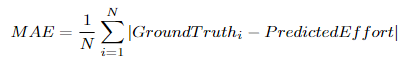 MAE = \frac{1}{N} \sum_{i=1}^{N} |GroundTruth_i - PredictedEffort|